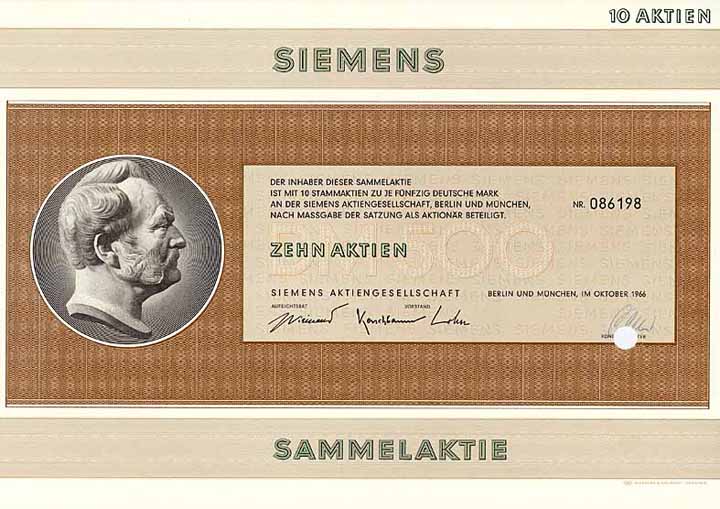 10 AKTIEN
SIEMENS
DER INHABER DIESER SAMMELAKTIE
IST MIT 10 STAMMAKTIEN ZU JE FÜNFZIG DEUTSCHE MARK
AN DER SIEMENS AKTIENGESELLSCHAFT, BERLIN UND MÜNCHEN,
NACH MASSGABE DER SATZUNG ALS AKTIONÄR BETEILIGT.
NR. 086198
DM 500
ZEHN AKTIEN
SIEMENS AKTIENGESELLSCHAFT BERLIN UND MÜNCHEN, IM OKTOBER 1966
AUFSICHTSRAT VORSTAND
SAMMELAKTIE